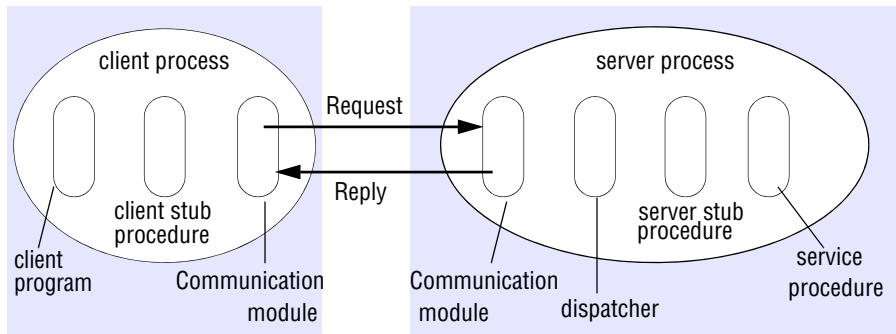 client process
server process
Request
Reply
client stub
procedure
server stub
procedure
client
program
Communication
module
Communication
module
dispatcher
service
procedure